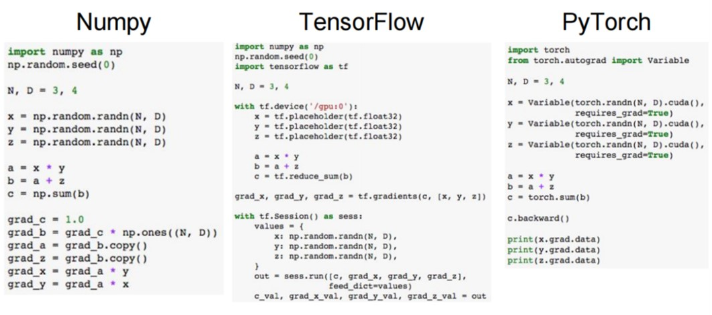 Numpy
import numpy as np
np.random.seed(0)
N, D = 3, 4
x = np.random.randn(N, D)
y = np.random.randn(N, D)
z = np.random.randn(N, D)
a = x * y
b = a + z
c = np.sum(b)
grad_c = 1.0
grad_b = grad_c * np.ones((N, D))
grad_a = grad_b.copy()
grad_z = grad_b.copy()
grad_x = grad_a * y
grad_y = grad_a * x
TensorFlow
import numpy as np
np.random.seed(0)
import tensorflow as tf
N, D = 3, 4
with tf.device('/gpu:0'):
x = tf.placeholder(tf.float32)
y = tf.placeholder(tf.float32)
z = tf.placeholder(tf.float32)
a = x * y
b = a + z
c = tf.reduce_sum(b)
grad_x, grad_y, grad_z = tf.gradients(c, [x, y, z])
with tf.Session() as sess:
values = {
x: np.random.randn(N, D),
y: np.random.randn(N, D),
z: np.random.randn(N, D),
}
out = sess.run([c, grad_x, grad_y, grad_z],
feed_dict=values)
c_val, grad_x_val, grad_y_val, grad_z_val = out
PyTorch
import torch
from torch.autograd import Variable
N, D = 3, 4
x = Variable(torch.randn(N, D).cuda(),
requires_grad=True)
y = Variable(torch.randn(N, D).cuda(),
requires_grad=True)
z = Variable(torch.randn(N, D).cuda(),
requires_grad=True)
a = x * y
b = a + z
c = torch.sum(b)
c.backward()
print(x.grad.data)
print(y.grad.data)
print(z.grad.data)